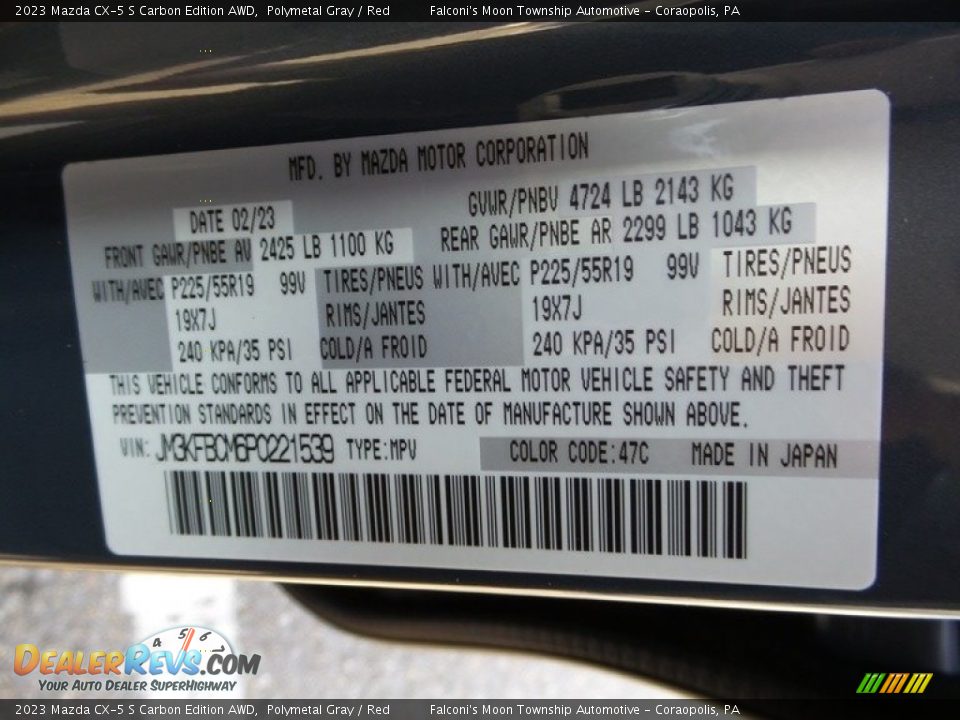 2023 Mazda CX-5 S Carbon Edition AWD, Polymetal Gray / Red Falconi's Moon Township Automotive - Coraopolis, PA
MFD. BY MAZDA MOTOR CORPORATION
DATE 02/23 GVWR/PNBV 4724 LB 2143 KG
FRONT GAWR/PNBE AV 2425 LB 1100 KG REAR GAWR/PNBE AR 2299 LB 1043 KG
WITH/AVEC P225/55R19 99V TIRES/PNEUS WITH/AVEC P225/55R19 99V TIRES/PNEUS
19X7J RIMS/JANTES 19X7J RIMS/JANTES
240 KPA/35 PSI COLD/A FROID 240 KPA/35 PSI COLD/A FROID
THIS VEHICLE CONFORMS TO ALL APPLICABLE FEDERAL MOTOR VEHICLE SAFETY AND THEFT
PREVENTION STANDARDS IN EFFECT ON THE DATE OF MANUFACTURE SHOWN ABOVE.
VIN: JM3KFBCM6P0221539 TYPE:MPV COLOR CODE:47C MADE IN JAPAN
4 5 6
DEALERREVS.COM
YOUR AUTO DEALER SUPERHIGHWAY
2023 Mazda CX-5 S Carbon Edition AWD, Polymetal Gray / Red Falconi's Moon Township Automotive - Coraopolis, PA